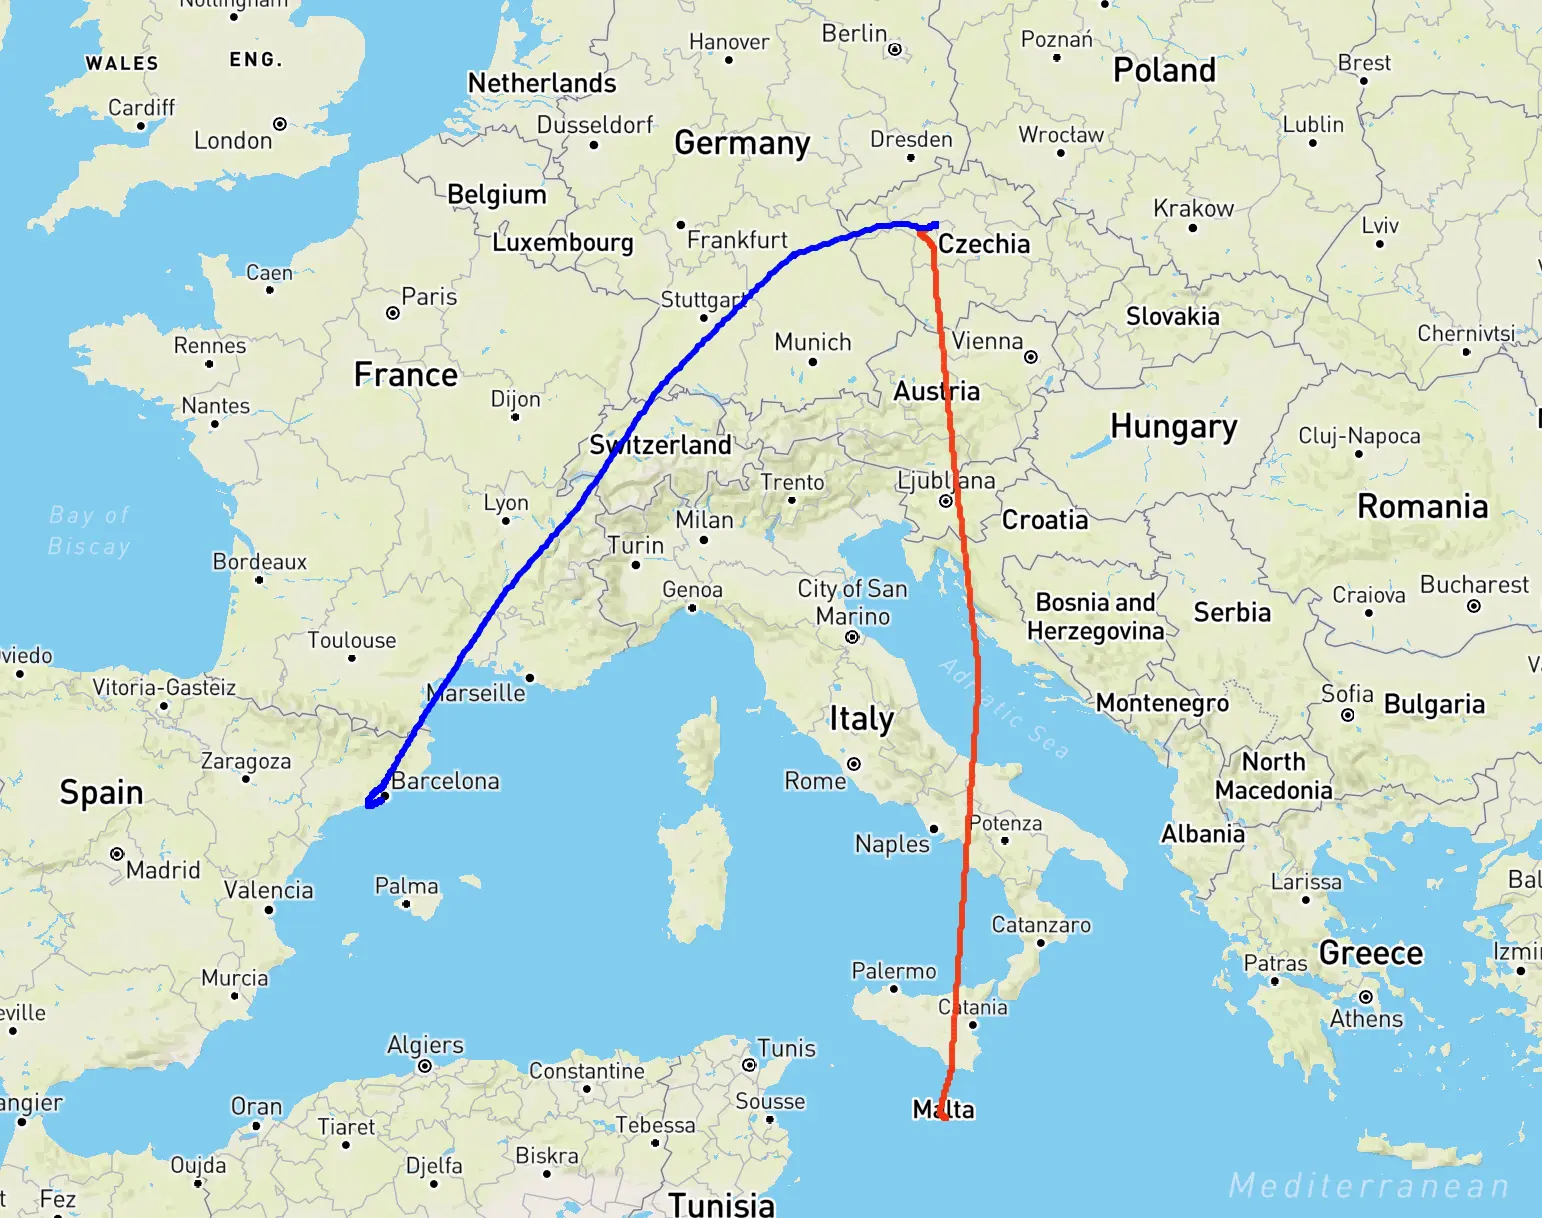 Nottingham
WALES
ENG.
Cardiff
London
Netherlands
Hanover
Berlin
Poznań
Poland
Brest
Dusseldorf
Germany
Dresden
Wrocław
Lublin
Belgium
Luxembourg
Frankfurt
Czechia
Krakow
Lviv
Caen
Paris
Stuttgart
Slovakia
Chernivtsi
Rennes
France
Munich
Vienna
Nantes
Dijon
Austria
Switzerland
Hungary
Cluj-Napoca
Bay of
Biscay
Lyon
Trento
Ljubljana
Milan
Croatia
Romania
Bordeaux
Turin
Genoa
City of San
Marino
Bosnia and
Herzegovina
Serbia
Craiova
Bucharest
Toulouse
viedo
Vitoria-Gasteiz
Marseille
Adriatic Sea
Montenegro
Sofia
Bulgaria
Italy
Zaragoza
Spain
Barcelona
Rome
North
Macedonia
Madrid
Naples
Potenza
Albania
Valencia
Palma
Larissa
Bal
Catanzaro
Greece
Izmi
Murcia
Palermo
Patras
eville
Catania
Athens
Algiers
Constantine
Tunis
angier
Oran
Tiaret
Tebessa
Sousse
Malta
Oujda
Djelfa
Biskra
Fez
Tunisia
Mediterranean